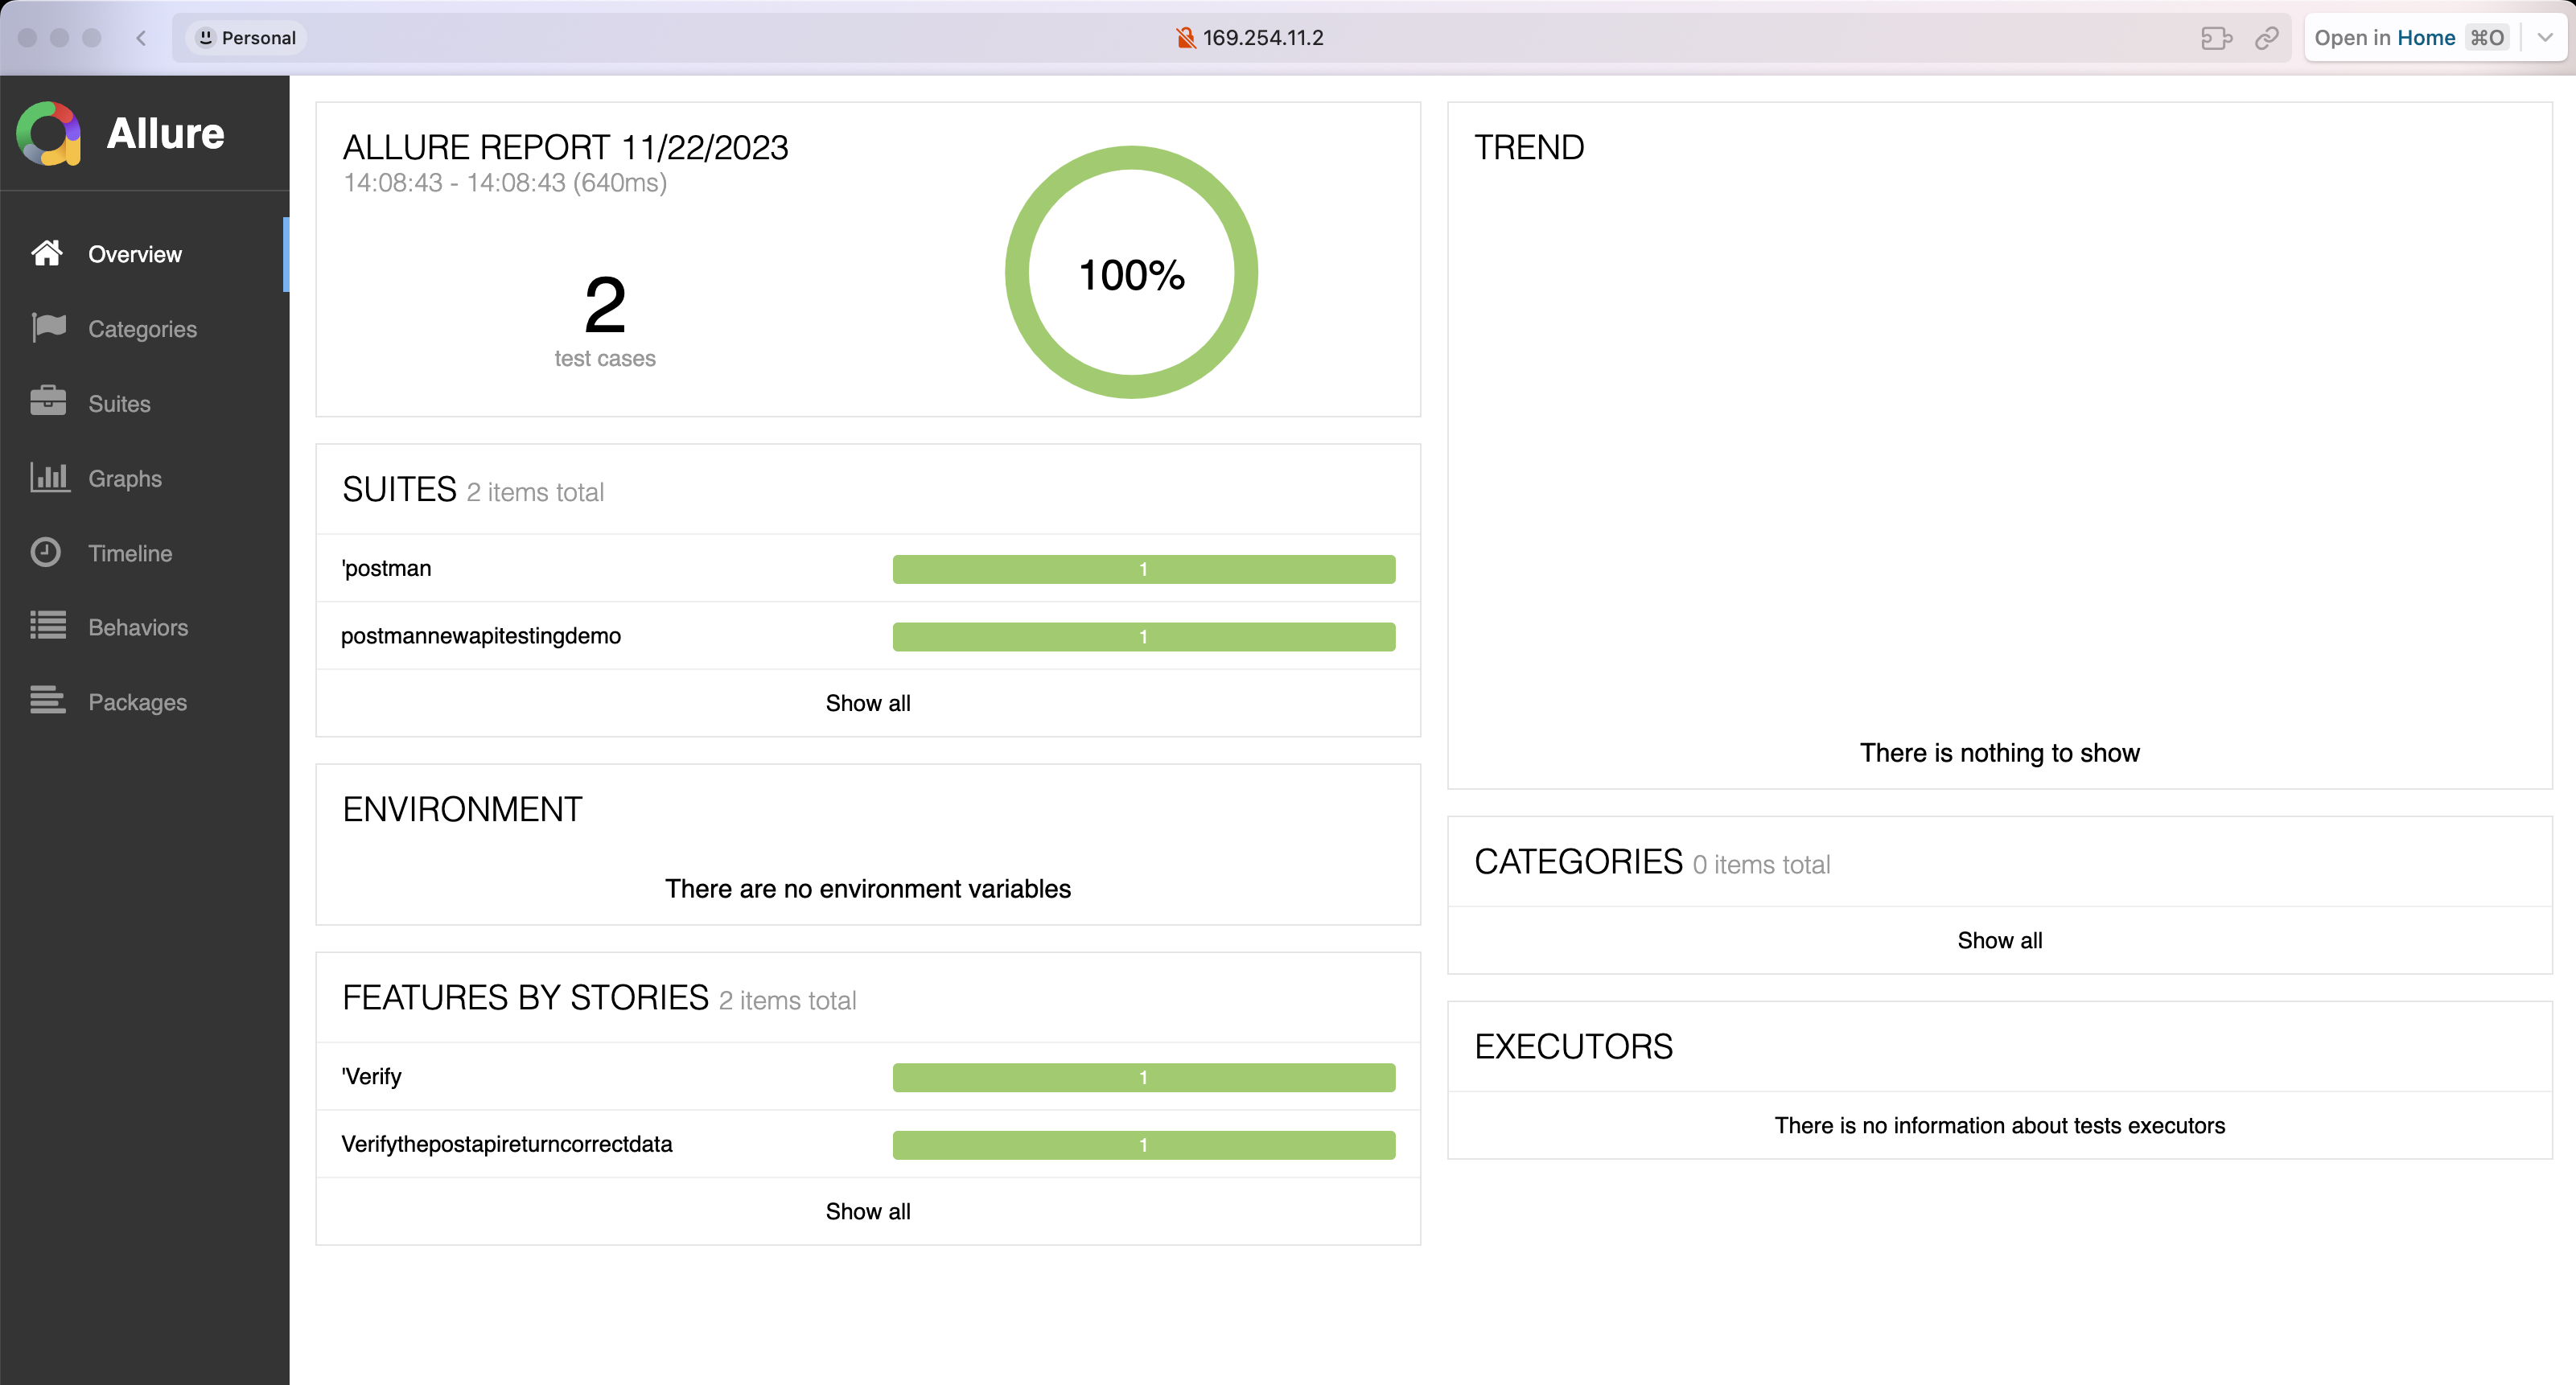 Personal
169.254.11.2
Open in Home ⌘O
Allure
Overview
Categories
Suites
Graphs
Timeline
Behaviors
Packages
ALLURE REPORT 11/22/2023
14:08:43 - 14:08:43 (640ms)
2
test cases
100%
SUITES 2 items total
'postman 1
postmannewapitestingdemo 1
Show all
ENVIRONMENT
There are no environment variables
FEATURES BY STORIES 2 items total
'Verify 1
Verifythepostapireturncorrectdata 1
Show all
TREND
There is nothing to show
CATEGORIES 0 items total
Show all
EXECUTORS
There is no information about tests executors